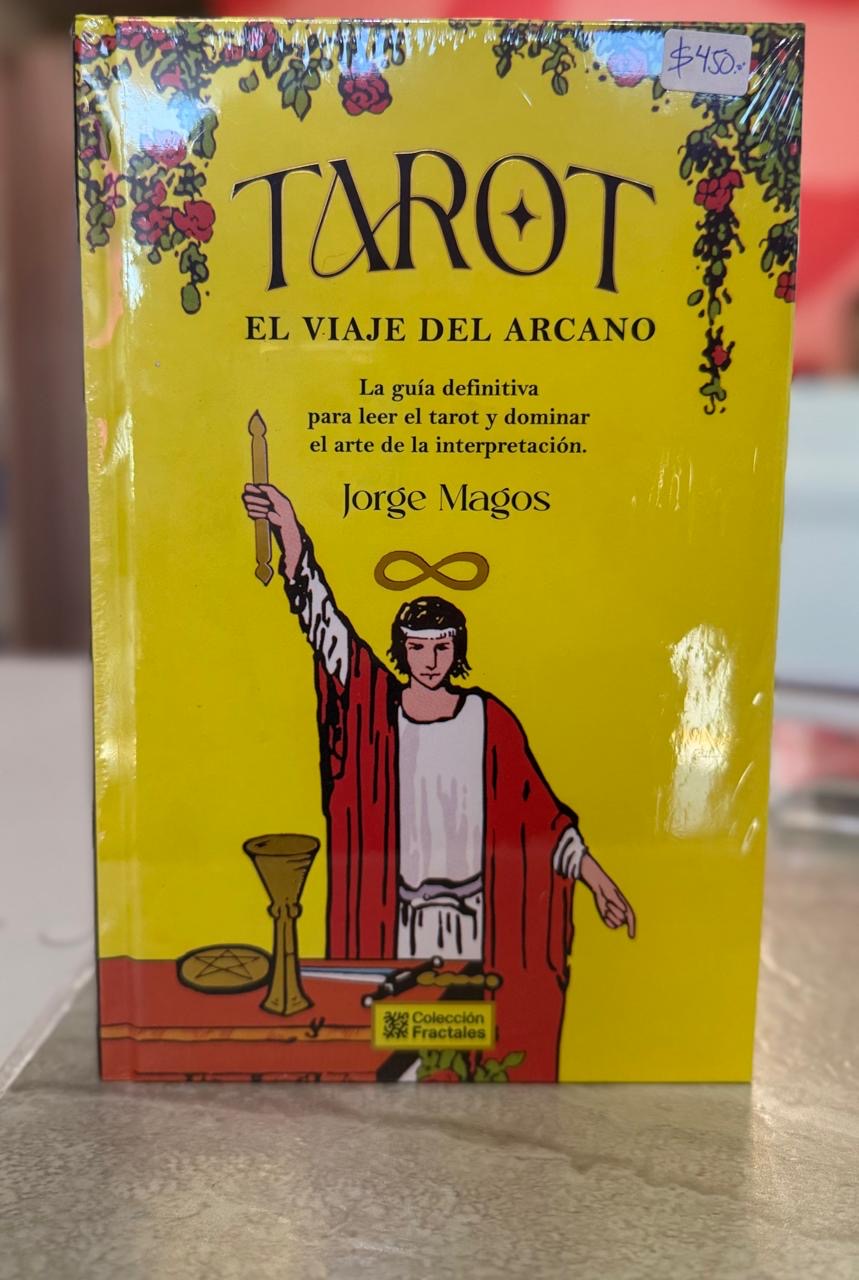 $450.-
TAROT
EL VIAJE DEL ARCANO
La guía definitiva
para leer el tarot y dominar
el arte de la interpretación.
Jorge Magos
Colección
Fractales